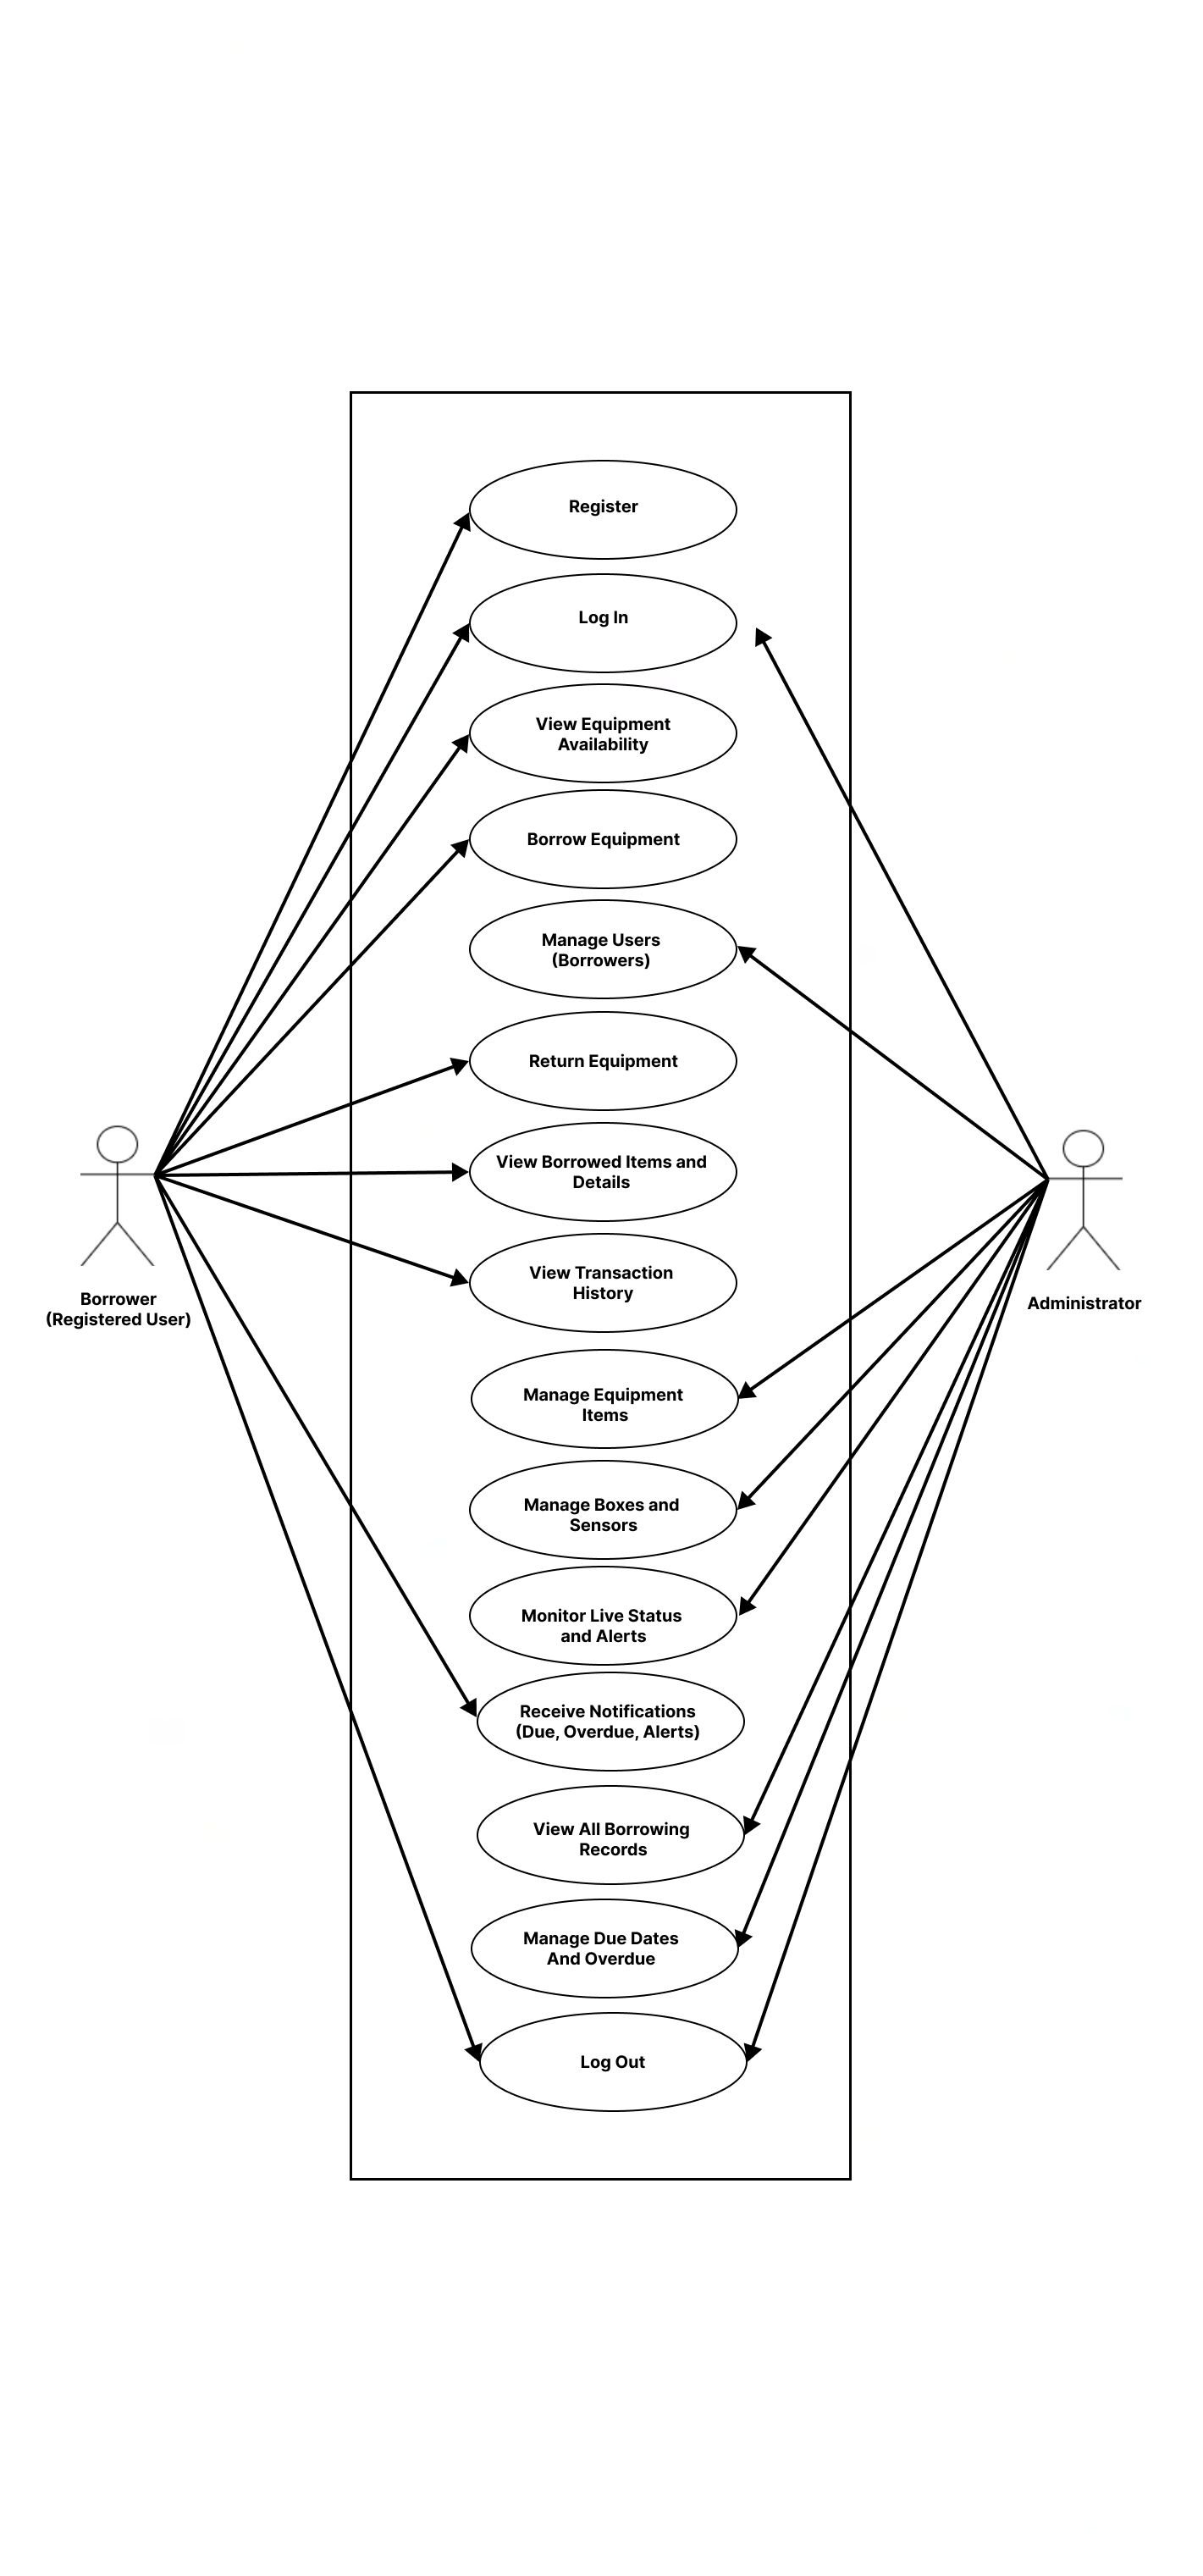 Register
Log In
View Equipment
Availability
Borrow Equipment
Manage Users
(Borrowers)
Return Equipment
View Borrowed Items and
Details
View Transaction
History
Borrower
(Registered User)
Administrator
Manage Equipment
Items
Manage Boxes and
Sensors
Monitor Live Status
and Alerts
Receive Notifications
(Due, Overdue, Alerts)
View All Borrowing
Records
Manage Due Dates
And Overdue
Log Out